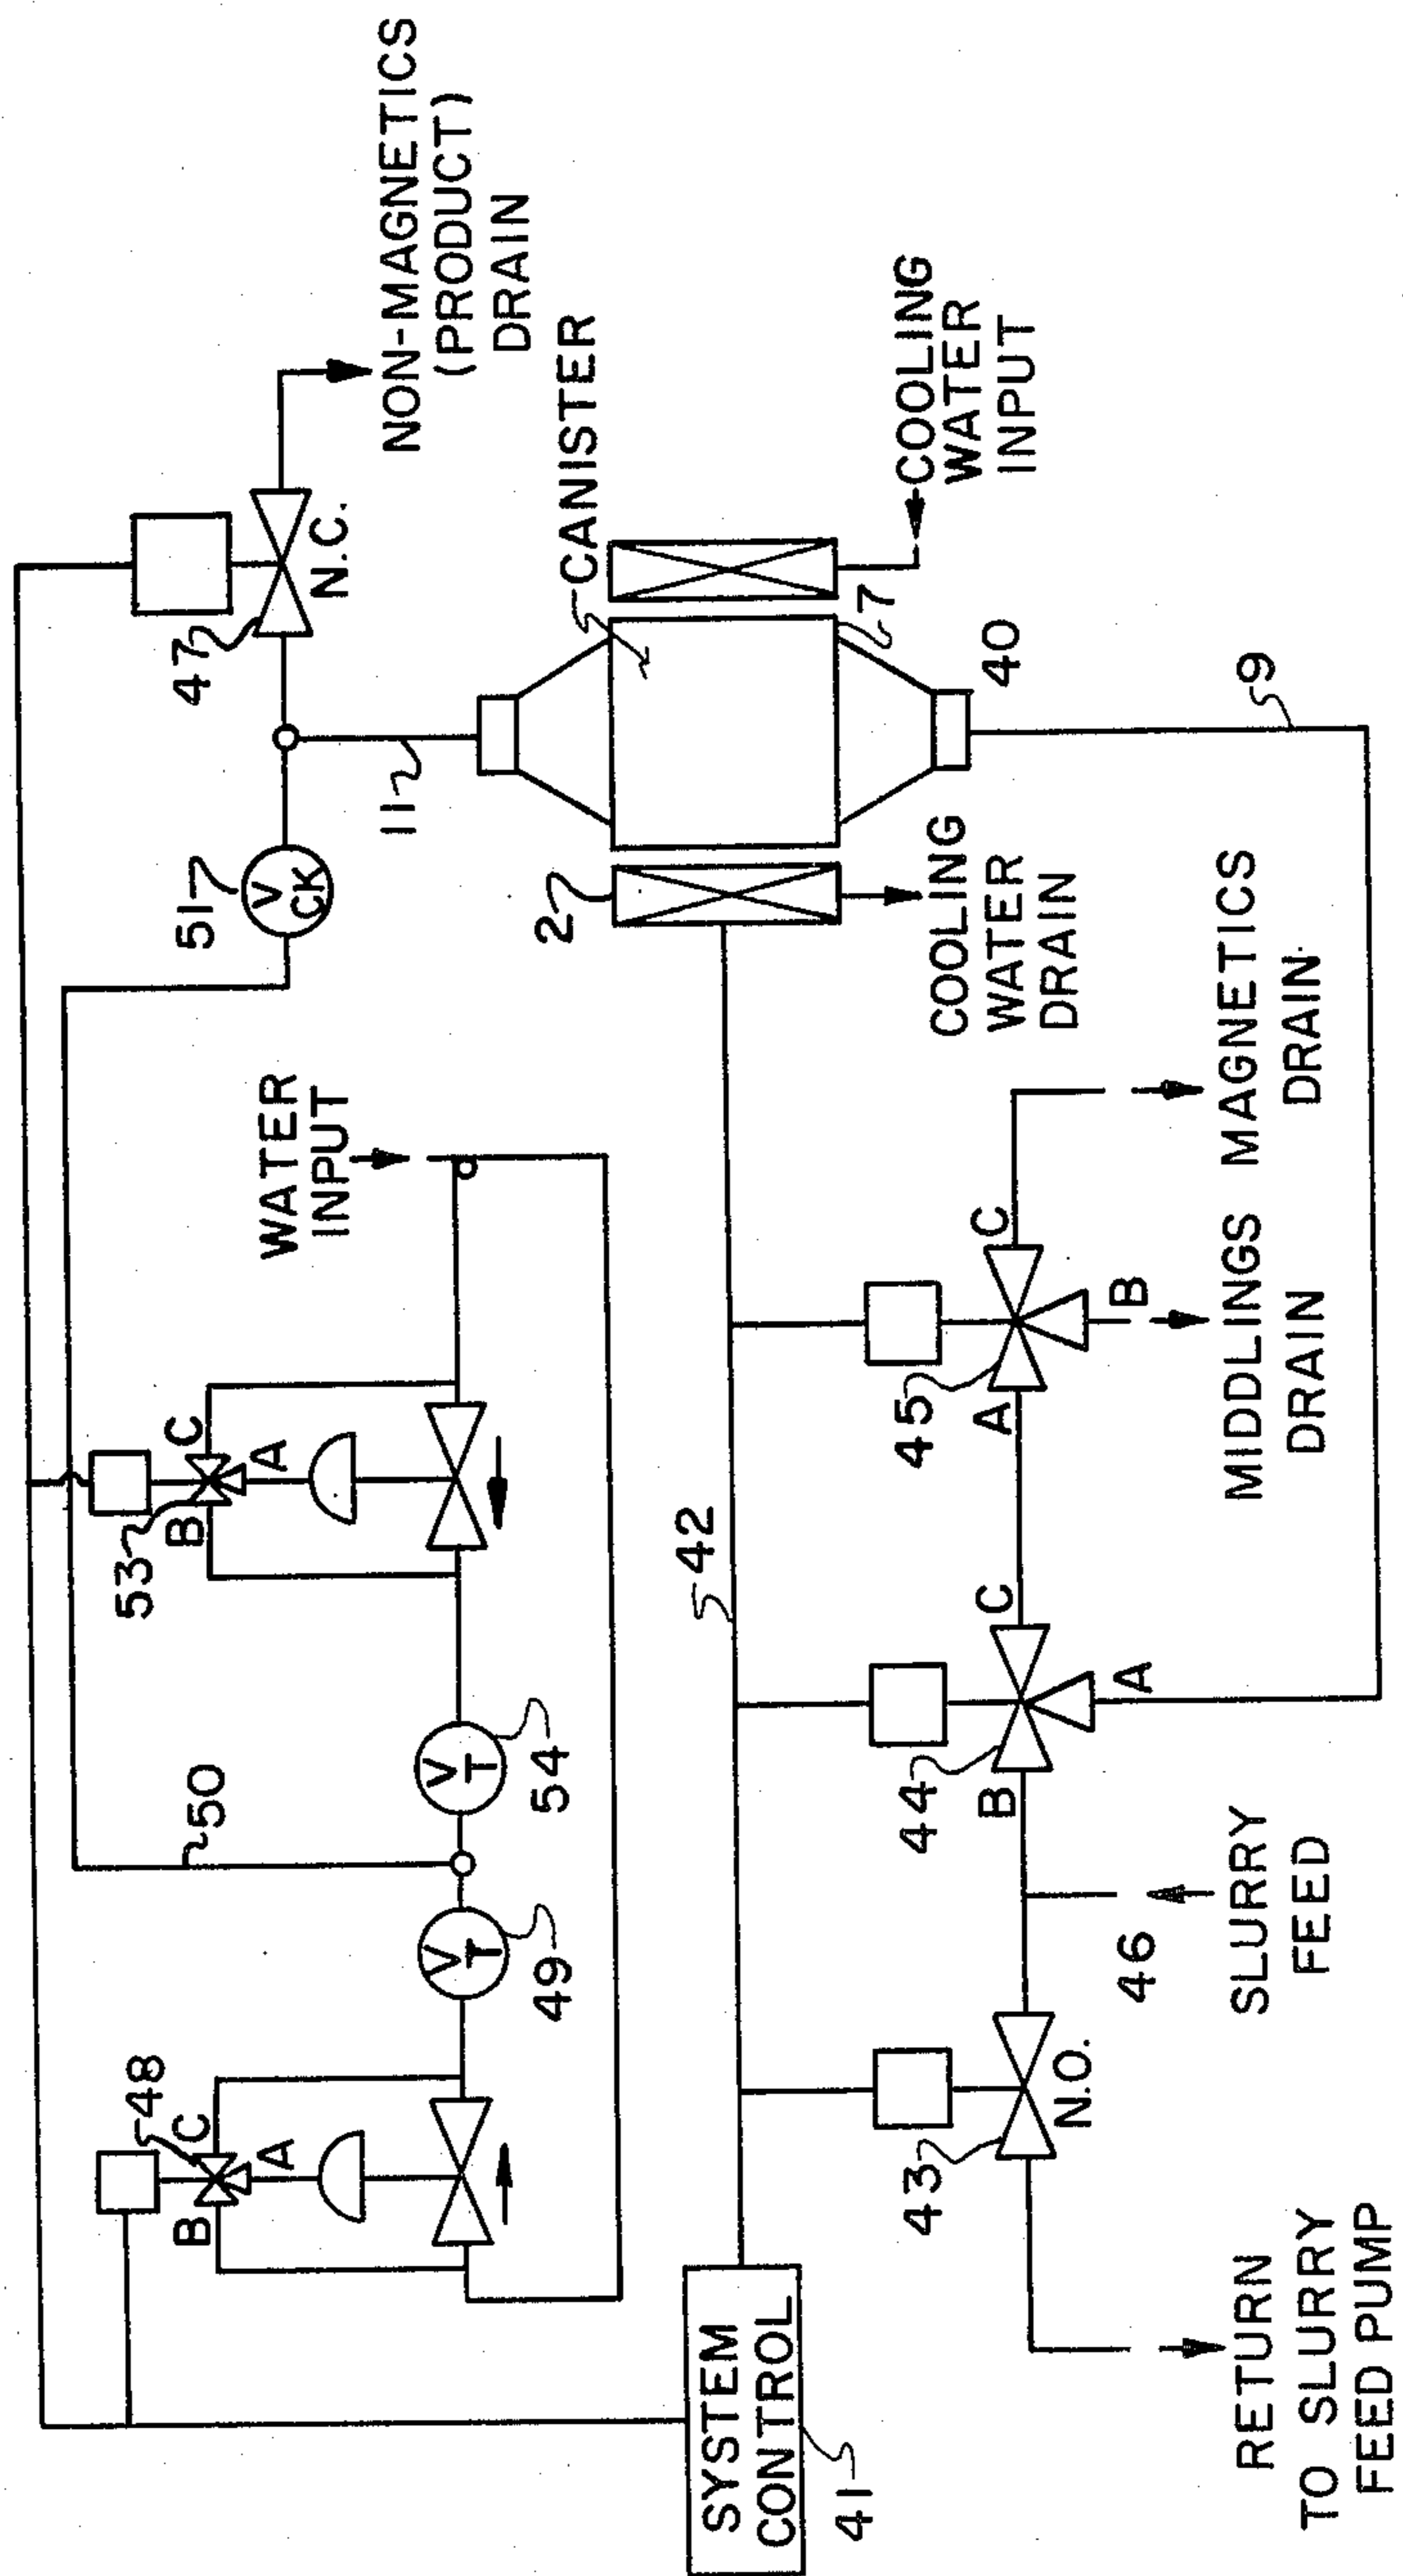 48
C
B
A
53
C
B
A
WATER
INPUT
50
49
V
T
54
V
T
51
V
CK
47
N.C.
NON-MAGNETICS
(PRODUCT)
DRAIN
11
CANISTER
2
7
40
COOLING
WATER
INPUT
COOLING
WATER
DRAIN
9
SYSTEM
CONTROL
41
42
43
N.O.
44
B
C
A
45
A
C
B
46
SLURRY
FEED
RETURN
TO SLURRY
FEED PUMP
MIDDLINGS
DRAIN
MAGNETICS
DRAIN